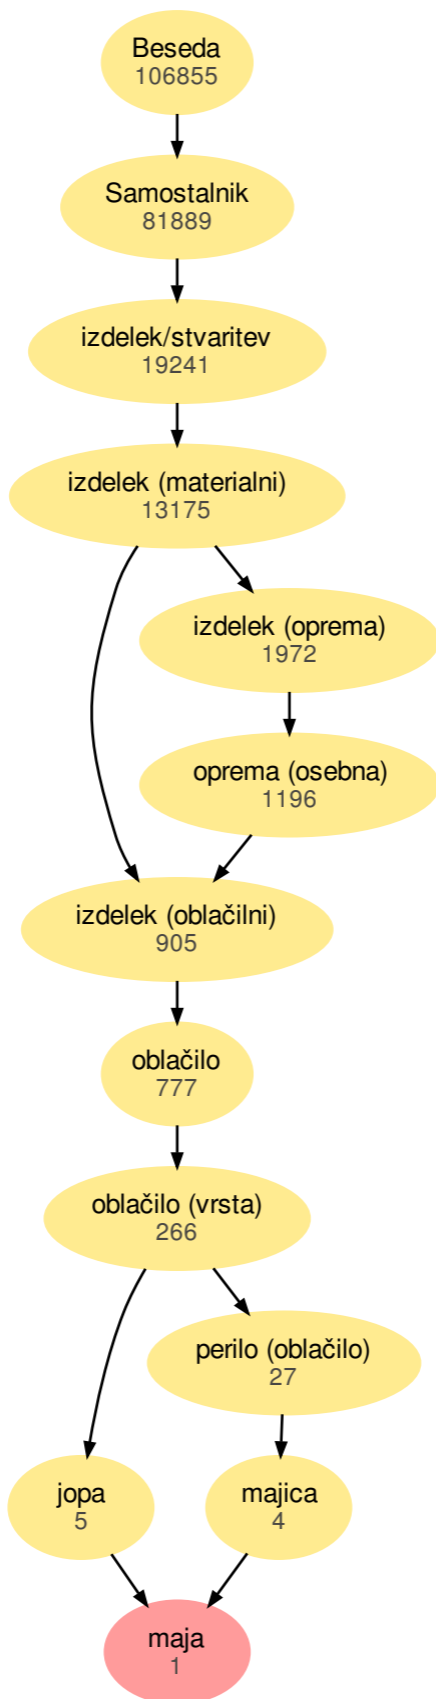 Beseda
106855
Samostalnik
81889
izdelek/stvaritev
19241
izdelek (materialni)
13175
izdelek (oprema)
1972
oprema (osebna)
1196
izdelek (oblačilni)
905
oblačilo
777
oblačilo (vrsta)
266
perilo (oblačilo)
27
jopa
5
majica
4
maja
1